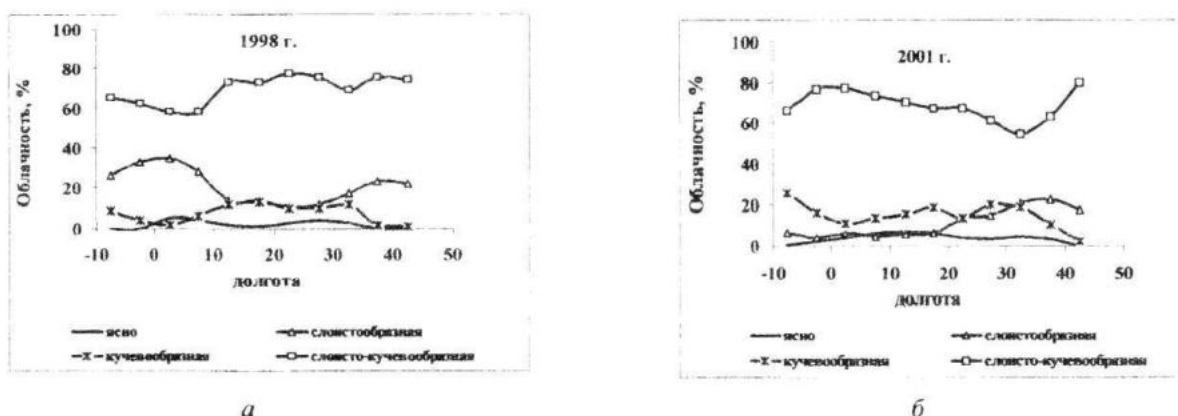 1998 г.
Облачность, %
100
80
60
40
20
0
-10 0 10 20 30 40 50
долгота
ясно слоистообразная
кучевообразная слоисто-кучевообразная
а
2001 г.
Облачность, %
100
80
60
40
20
0
-10 0 10 20 30 40 50
долгота
ясно слоистообразная
кучевообразная слоисто-кучевообразная
б